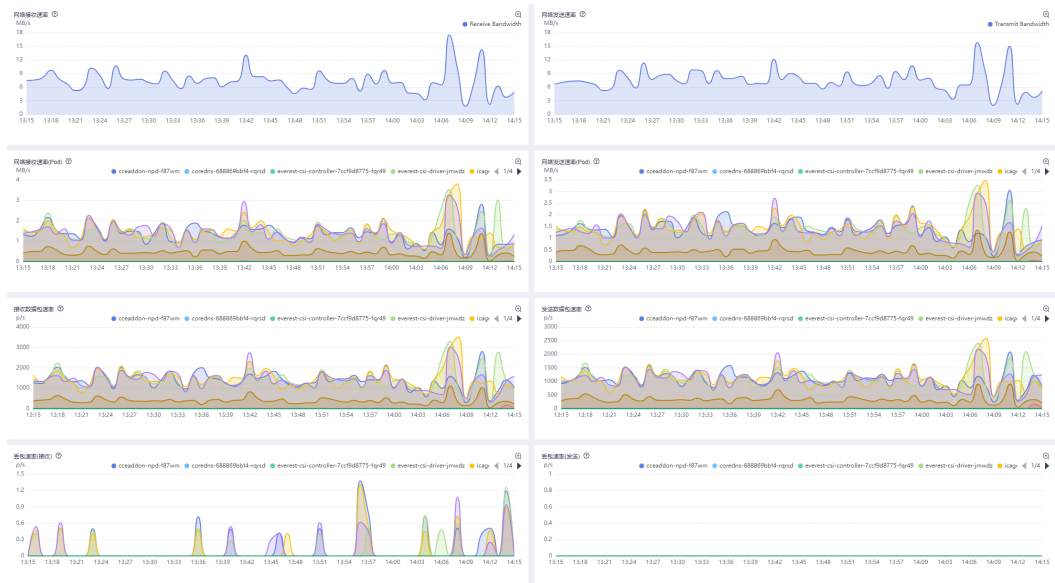 网络接收速率
MB/s
Receive Bandwidth
18
15
12
9
6
3
0
13:15 13:18 13:21 13:24 13:27 13:30 13:33 13:36 13:39 13:42 13:45 13:48 13:51 13:54 13:57 14:00 14:03 14:06 14:09 14:12 14:15
网络发送速率
MB/s
Transmit Bandwidth
18
15
12
9
6
3
0
13:15 13:18 13:21 13:24 13:27 13:30 13:33 13:36 13:39 13:42 13:45 13:48 13:51 13:54 13:57 14:00 14:03 14:06 14:09 14:12 14:15
网络接收速率(Pod)
MB/s
cceaddon-npd-f87wm coredns-688869bbf4-rqrsd everest-csi-controller-7ccf9d8775-fqr49 everest-csi-driver-jmwdz icag 1/4
4
3
2
1
0
13:15 13:18 13:21 13:24 13:27 13:30 13:33 13:36 13:39 13:42 13:45 13:48 13:51 13:54 13:57 14:00 14:03 14:06 14:09 14:12 14:15
网络发送速率(Pod)
MB/s
cceaddon-npd-f87wm coredns-688869bbf4-rqrsd everest-csi-controller-7ccf9d8775-fqr49 everest-csi-driver-jmwdz icag 1/4
3.5
3
2.5
2
1.5
1
0.5
0
13:15 13:18 13:21 13:24 13:27 13:30 13:33 13:36 13:39 13:42 13:45 13:48 13:51 13:54 13:57 14:00 14:03 14:06 14:09 14:12 14:15
接收数据包速率
p/s
cceaddon-npd-f87wm coredns-688869bbf4-rqrsd everest-csi-controller-7ccf9d8775-fqr49 everest-csi-driver-jmwdz icag 1/4
4000
3000
2000
1000
0
13:15 13:18 13:21 13:24 13:27 13:30 13:33 13:36 13:39 13:42 13:45 13:48 13:51 13:54 13:57 14:00 14:03 14:06 14:09 14:12 14:15
发送数据包速率
p/s
cceaddon-npd-f87wm coredns-688869bbf4-rqrsd everest-csi-controller-7ccf9d8775-fqr49 everest-csi-driver-jmwdz icag 1/4
3000
2500
2000
1500
1000
500
0
13:15 13:18 13:21 13:24 13:27 13:30 13:33 13:36 13:39 13:42 13:45 13:48 13:51 13:54 13:57 14:00 14:03 14:06 14:09 14:12 14:15
丢包速率(接收)
p/s
cceaddon-npd-f87wm coredns-688869bbf4-rqrsd everest-csi-controller-7ccf9d8775-fqr49 everest-csi-driver-jmwdz icag 1/4
1.5
1.2
0.9
0.6
0.3
0
13:15 13:18 13:21 13:24 13:27 13:30 13:33 13:36 13:39 13:42 13:45 13:48 13:51 13:54 13:57 14:00 14:03 14:06 14:09 14:12 14:15
丢包速率(发送)
p/s
cceaddon-npd-f87wm coredns-688869bbf4-rqrsd everest-csi-controller-7ccf9d8775-fqr49 everest-csi-driver-jmwdz icag 1/4
1
0.8
0.6
0.4
0.2
0
13:15 13:18 13:21 13:24 13:27 13:30 13:33 13:36 13:39 13:42 13:45 13:48 13:51 13:54 13:57 14:00 14:03 14:06 14:09 14:12 14:15